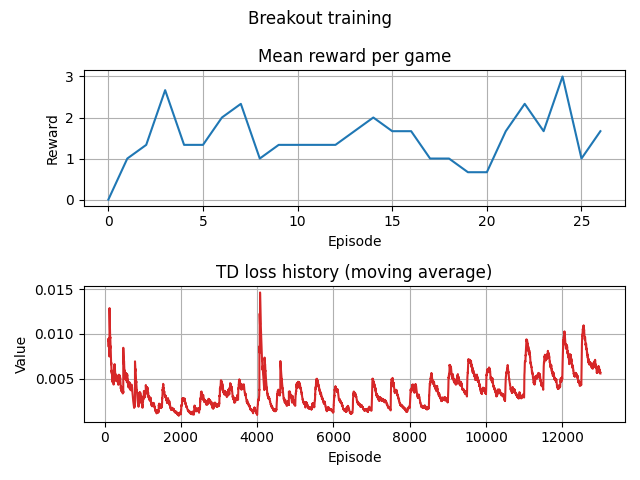 Breakout training
Mean reward per game
3
2
1
0
Reward
0 5 10 15 20 25
Episode
TD loss history (moving average)
0.015
0.010
0.005
Value
0 2000 4000 6000 8000 10000 12000
Episode